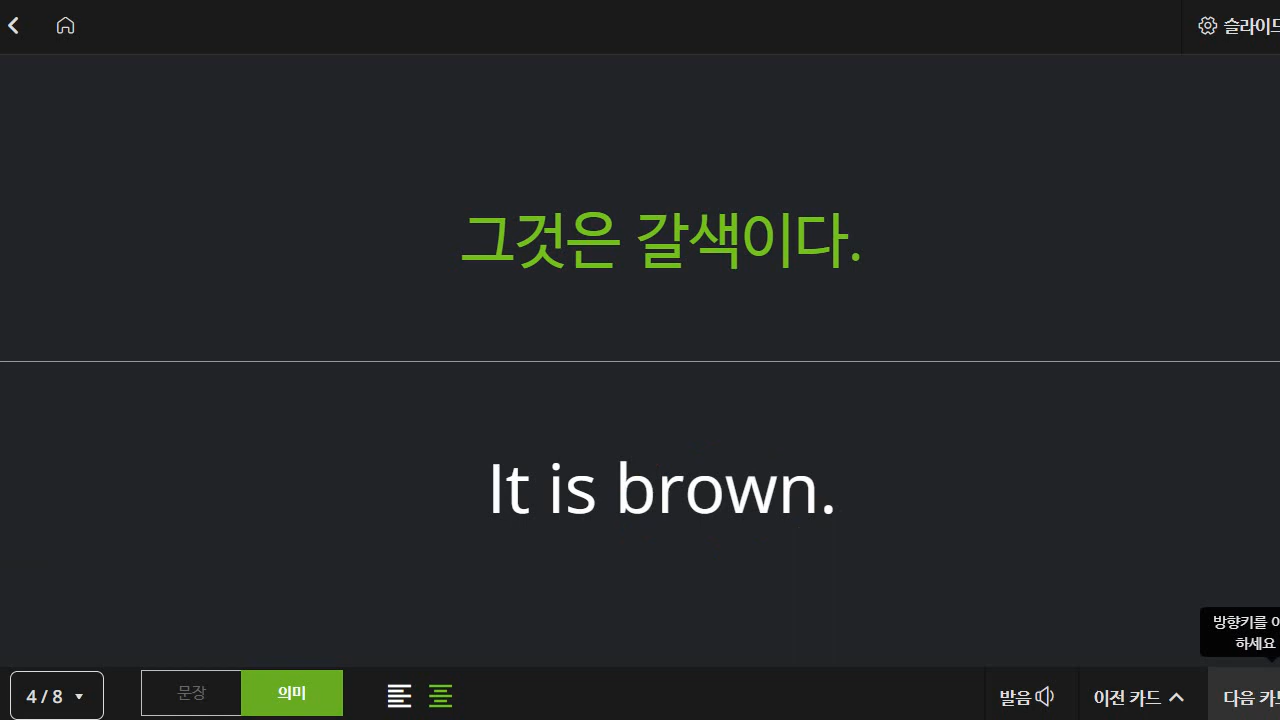 슬라이드
그것은 갈색이다.
It is brown.
방향키를 이
하세요
4 / 8
문장 의미
발음 이전 카드 다음 카드